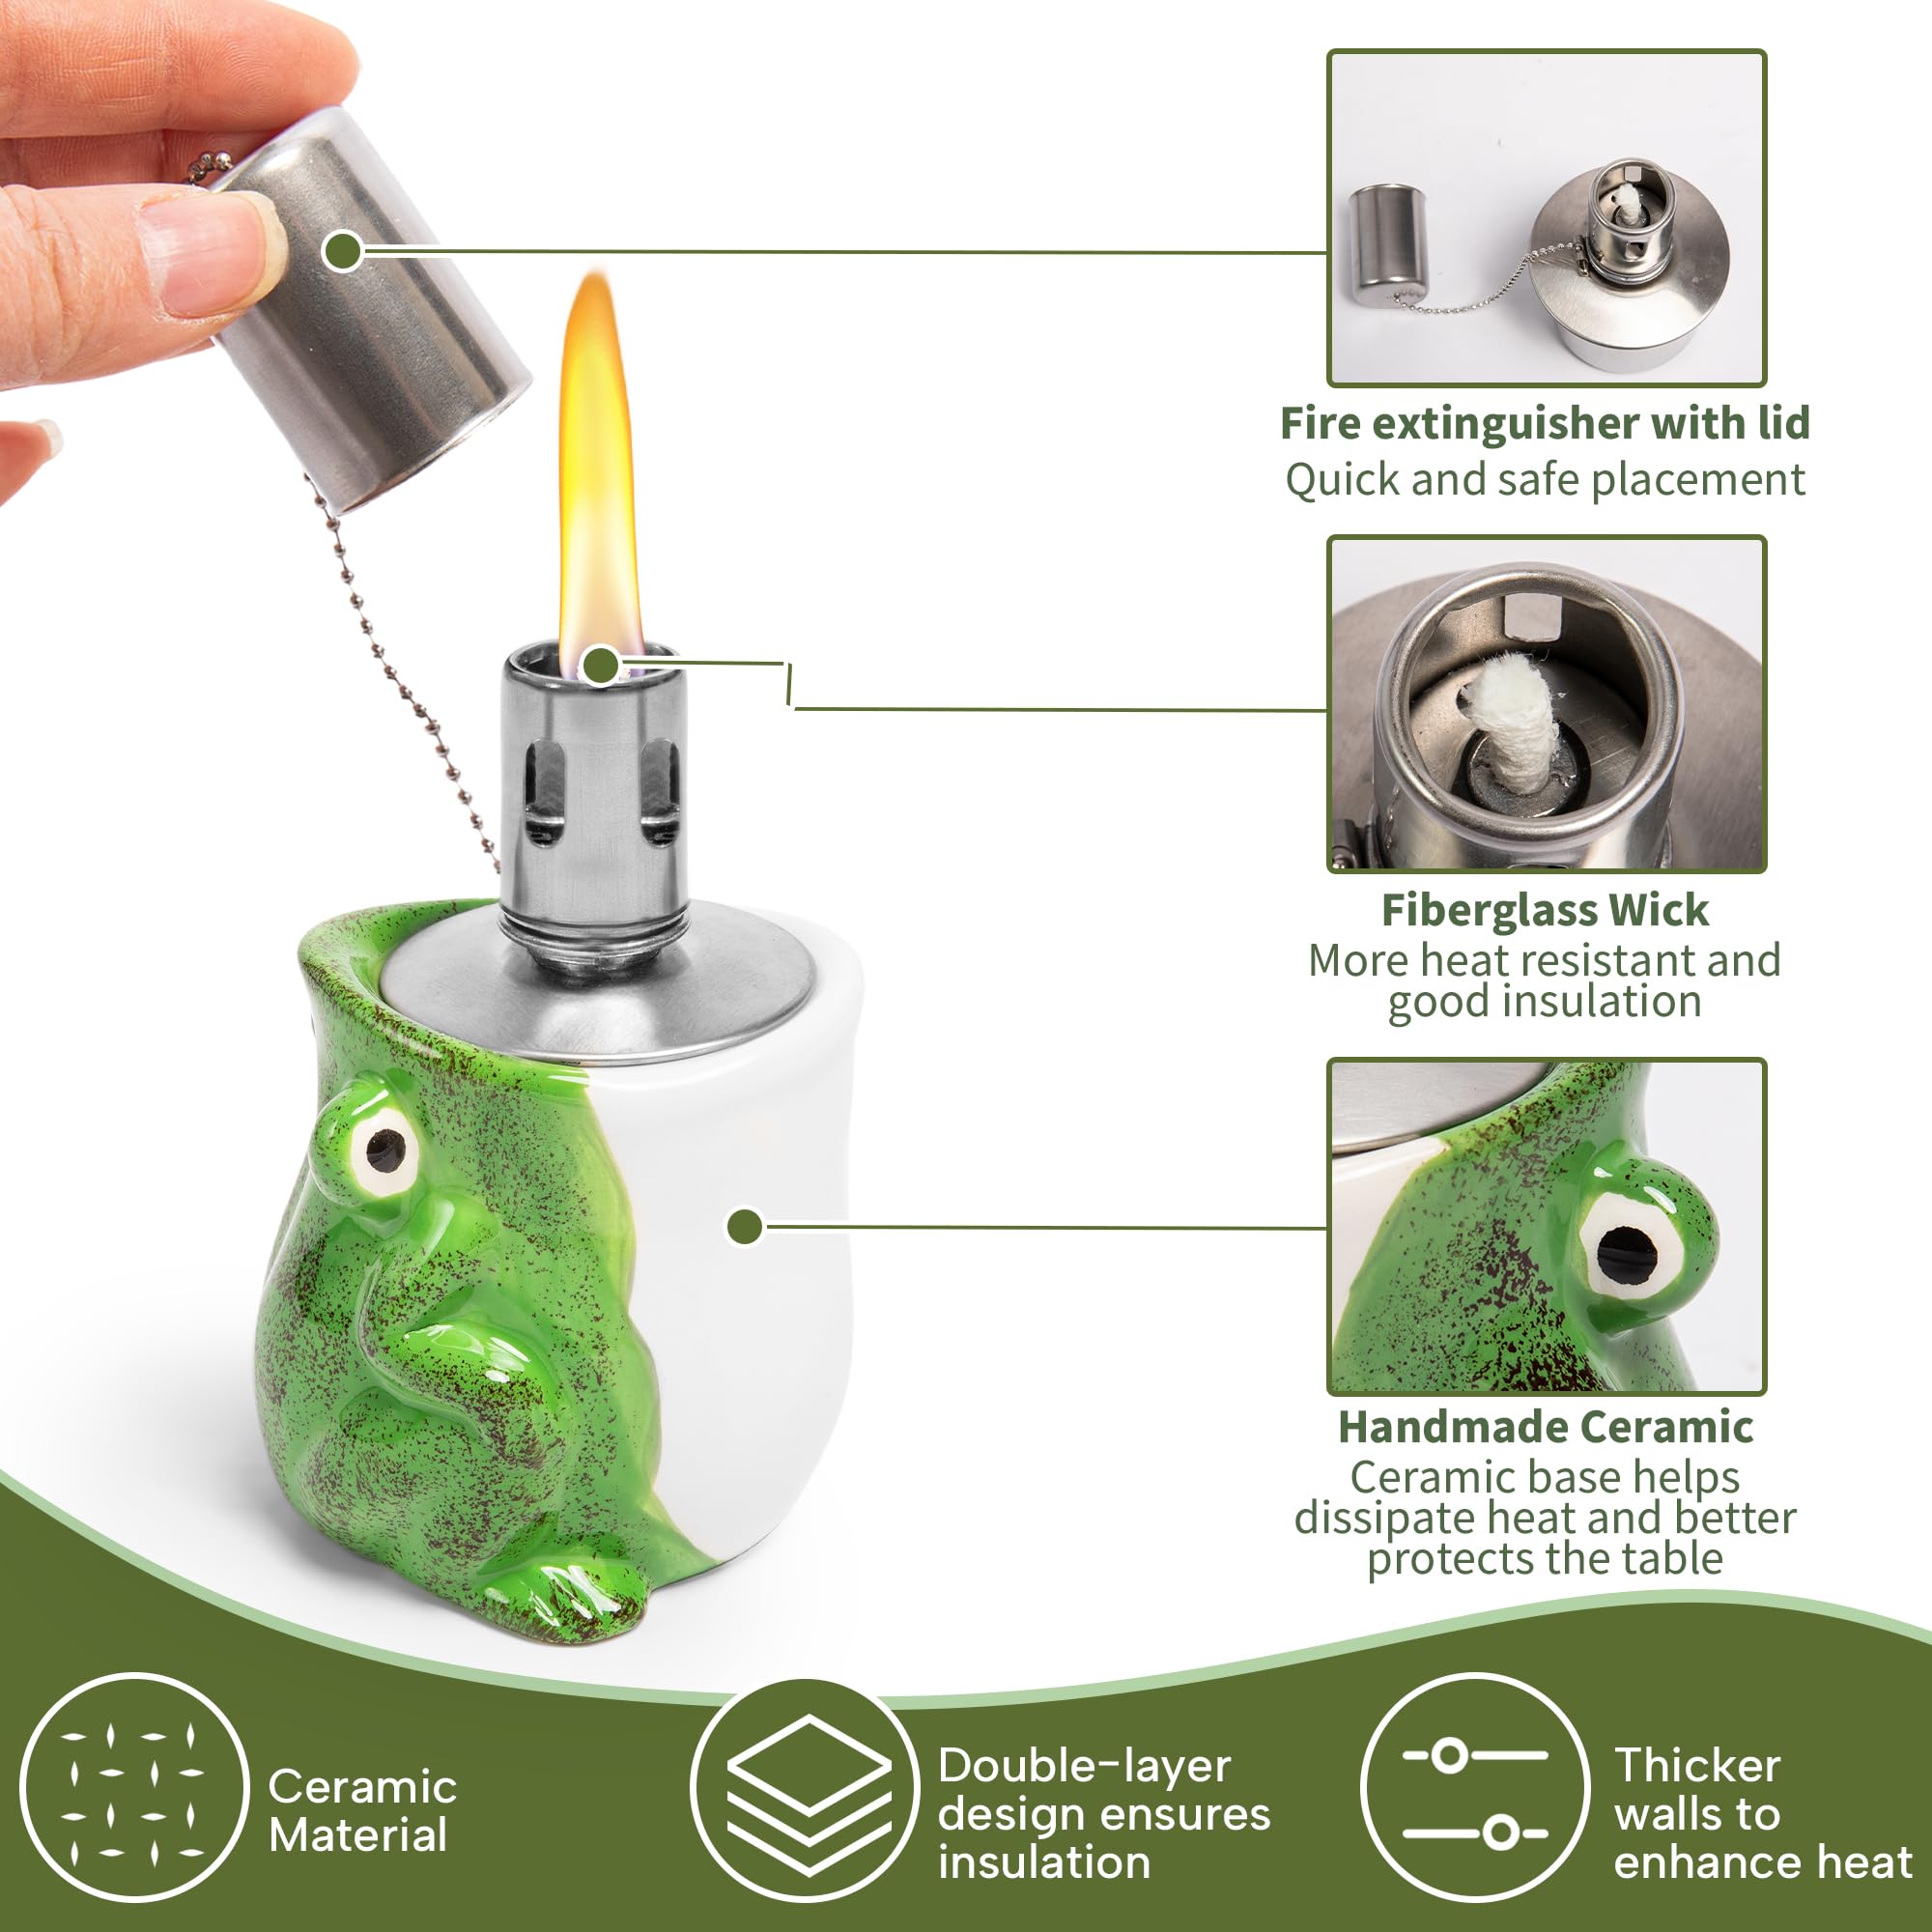 Fire extinguisher with lid
Quick and safe placement
Fiberglass Wick
More heat resistant and
good insulation
Handmade Ceramic
Ceramic base helps
dissipate heat and better
protects the table
Ceramic
Material
Double-layer
design ensures
insulation
Thicker
walls to
enhance heat